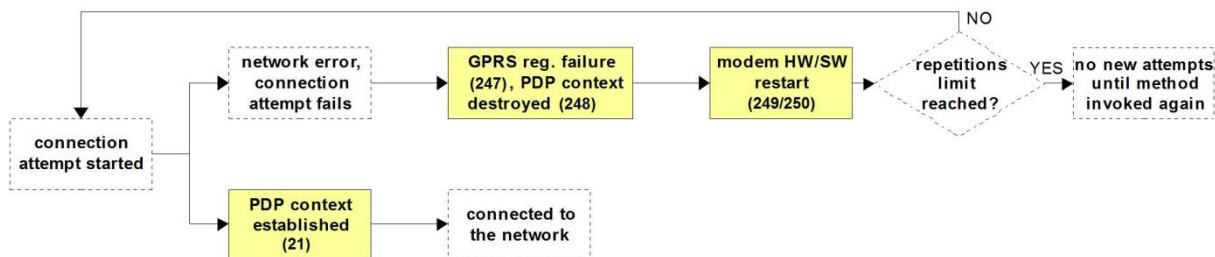 NO
network error,
connection
attempt fails
GPRS reg. failure
(247), PDP context
destroyed (248)
modem HW/SW
restart
(249/250)
repetitions
limit
reached?
YES
no new attempts
until method
invoked again
connection
attempt started
PDP context
established
(21)
connected to
the network